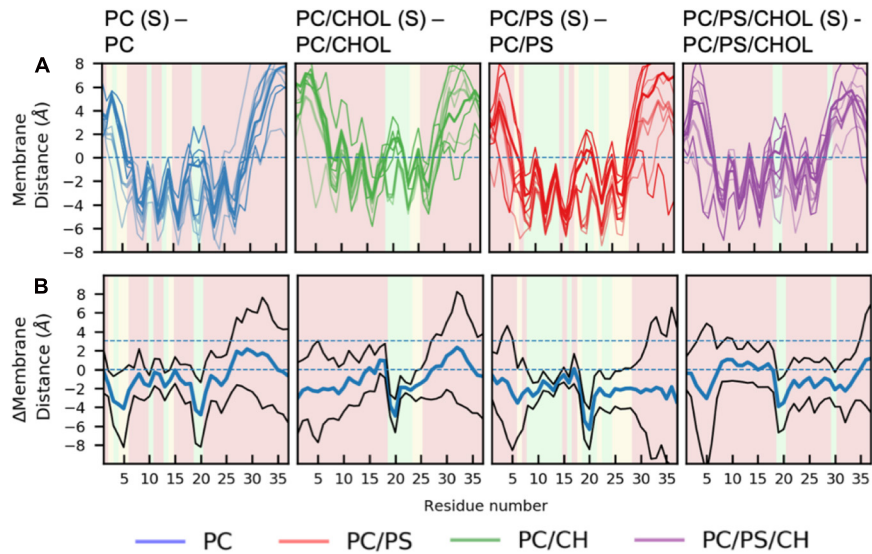 PC (S) –
PC
PC/CHOL (S) –
PC/CHOL
PC/PS (S) –
PC/PS
PC/PS/CHOL (S) -
PC/PS/CHOL
A
Membrane
Distance (Å)
8
6
4
2
0
−2
−4
−6
−8
B
ΔMembrane
Distance (Å)
8
6
4
2
0
−2
−4
−6
−8
5 10 15 20 25 30 35
5 10 15 20 25 30 35
5 10 15 20 25 30 35
5 10 15 20 25 30 35
Residue number
PC PC/PS PC/CH PC/PS/CH